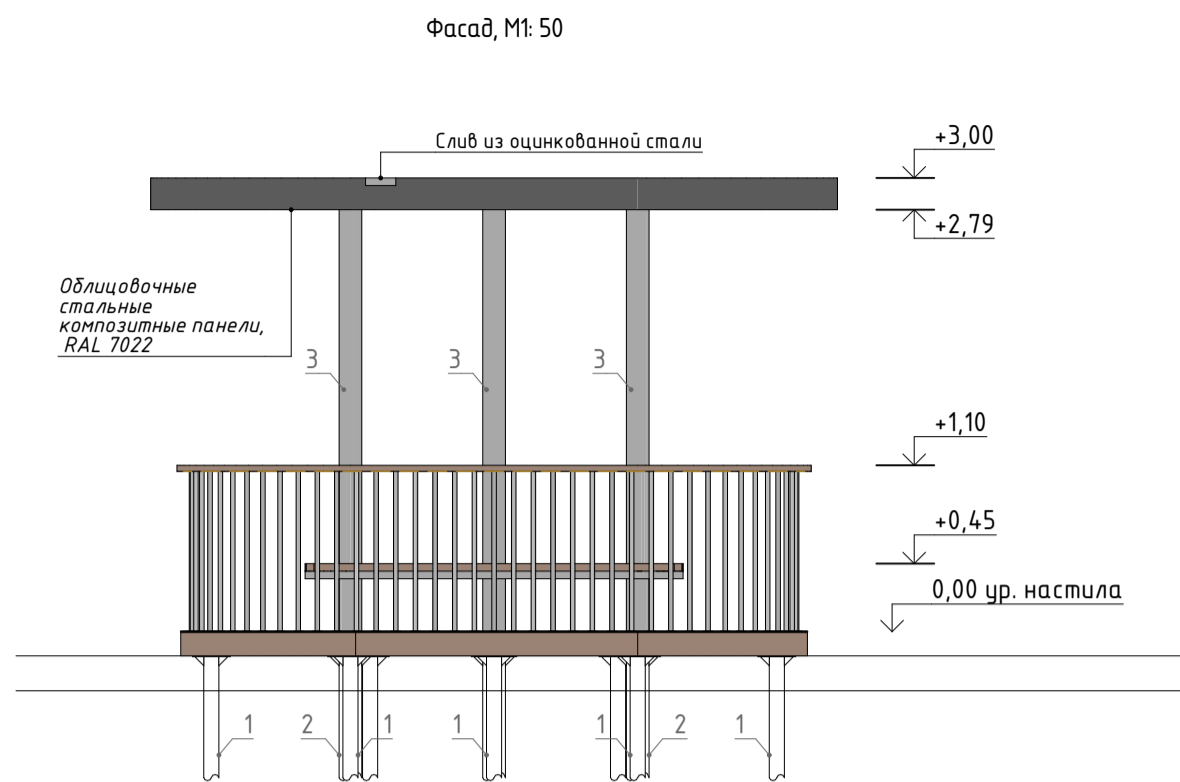 Фасад, М1: 50
Слив из оцинкованной стали
+3,00
+2,79
Облицовочные
стальные
композитные панели,
RAL 7022
3
3
3
+1,10
+0,45
0,00 ур. настила
1
2
1
1
1
2
1